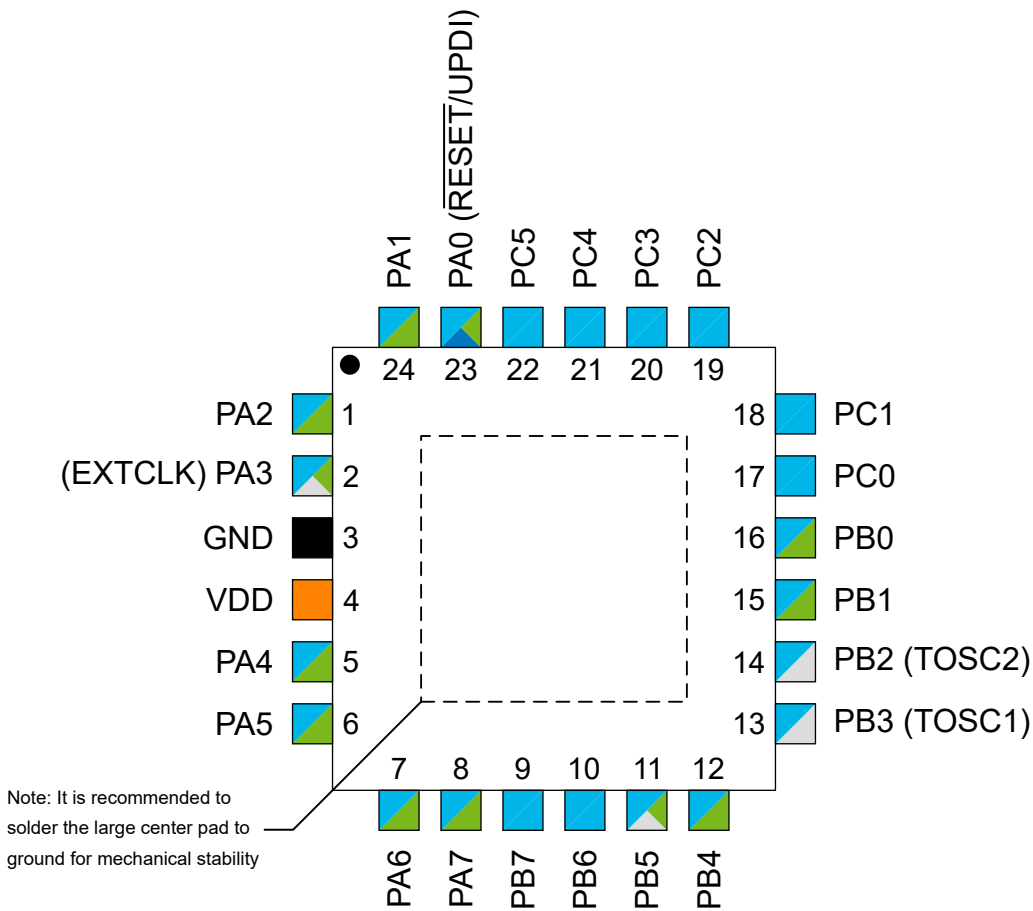 PA0 (RESET/UPDI)
PA1
PC5
PC4
PC3
PC2
24
23
22
21
20
19
PA2
1
18
PC1
(EXTCLK) PA3
2
17
PC0
GND
3
16
PB0
VDD
4
15
PB1
PA4
5
14
PB2 (TOSC2)
PA5
6
13
PB3 (TOSC1)
7
8
9
10
11
12
PA6
PA7
PB7
PB6
PB5
PB4
Note: It is recommended to
solder the large center pad to
ground for mechanical stability